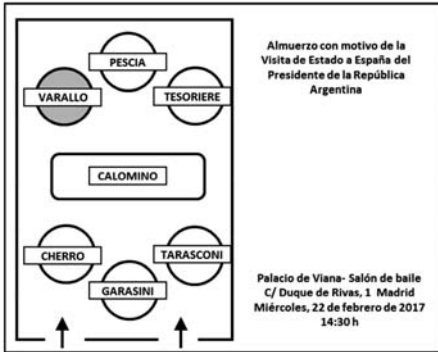 PESCIA
VARALLO
TESORIERE
CALOMINO
CHERRO
TARASCONI
GARASINI
Almuerzo con motivo de la
Visita de Estado a España del
Presidente de la República
Argentina
Palacio de Viana- Salón de baile
C/ Duque de Rivas, 1 Madrid
Miércoles, 22 de febrero de 2017
14:30 h